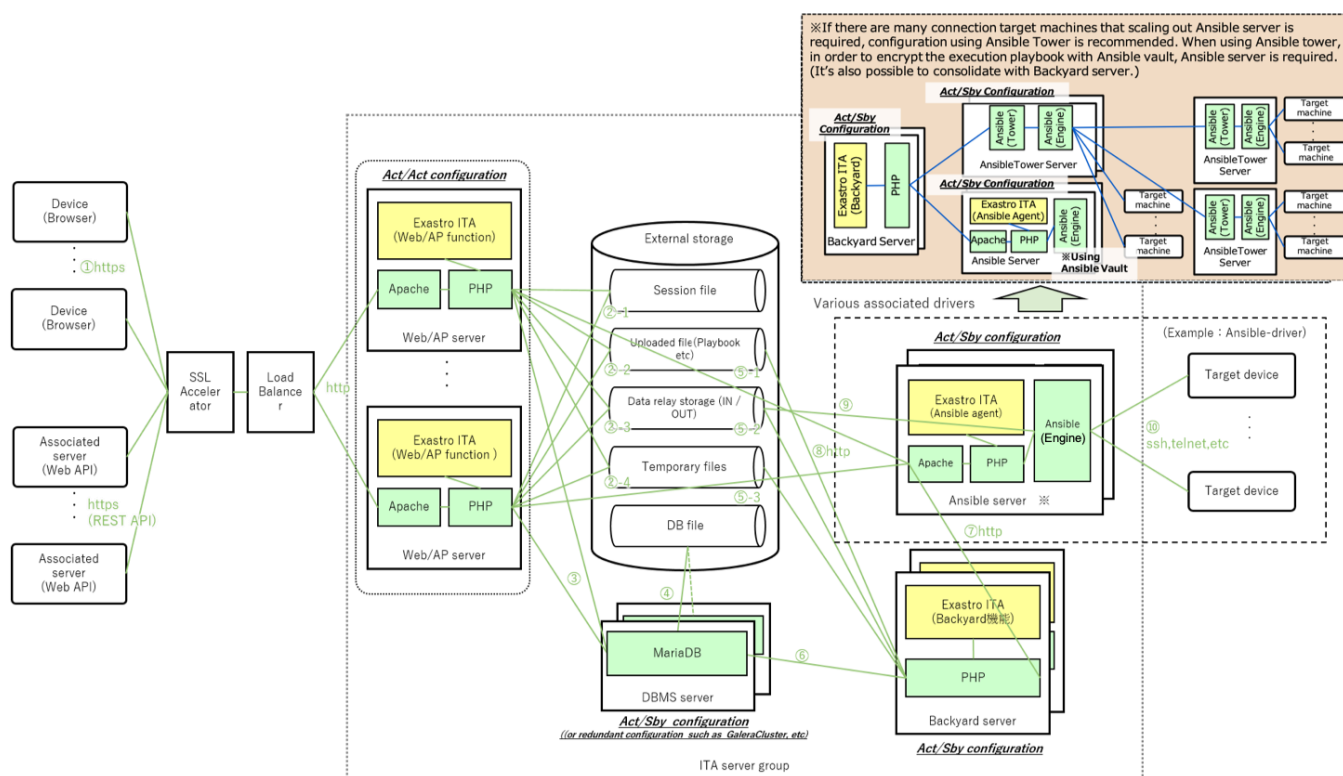 ※If there are many connection target machines that scaling out Ansible server is
required, configuration using Ansible Tower is recommended. When using Ansible tower,
in order to encrypt the execution playbook with Ansible vault, Ansible server is required.
(It's also possible to consolidate with Backyard server.)
Act/Sby Configuration
Act/Sby
Configuration
Exastro ITA
(Backyard)
PHP
Backyard Server
Ansible
(Tower)
Ansible
(Engine)
AnsibleTower Server
Act/Sby Configuration
Exastro ITA
(Ansible Agent)
Apache
PHP
Ansible
(Engine)
Ansible Server
※Using
Ansible Vault
Target
machine
Target
machine
Ansible
(Tower)
Ansible
(Engine)
AnsibleTower Server
Target
machine
Target
machine
Ansible
(Tower)
Ansible
(Engine)
AnsibleTower
Server
Target
machine
Target
machine
Device
(Browser)
①https
Device
(Browser)
Associated
server
(Web API)
https
(REST API)
Associated
server
(Web API)
SSL
Acceler
ator
Load
Balance
r
http
Act/Act configuration
Exastro ITA
(Web/AP function)
Apache
PHP
Web/AP server
Exastro ITA
(Web/AP function )
Apache
PHP
Web/AP server
External storage
Session file
②-1
Uploaded file(Playbook
etc)
②-2
⑤-1
Data relay storage (IN /
OUT)
②-3
⑤-2
Temporary files
②-4
⑤-3
DB file
③
④
MariaDB
DBMS server
Act/Sby configuration
((or redundant configuration such as GaleraCluster, etc)
⑥
Various associated drivers
Act/Sby configuration
(Example：Ansible-driver)
Exastro ITA
(Ansible agent)
Apache
PHP
Ansible
(Engine)
Ansible server ※
⑨
⑧http
⑩
ssh,telnet,etc
Target device
Target device
⑦http
Exastro ITA
(Backyard機能)
PHP
Backyard server
Act/Sby configuration
ITA server group